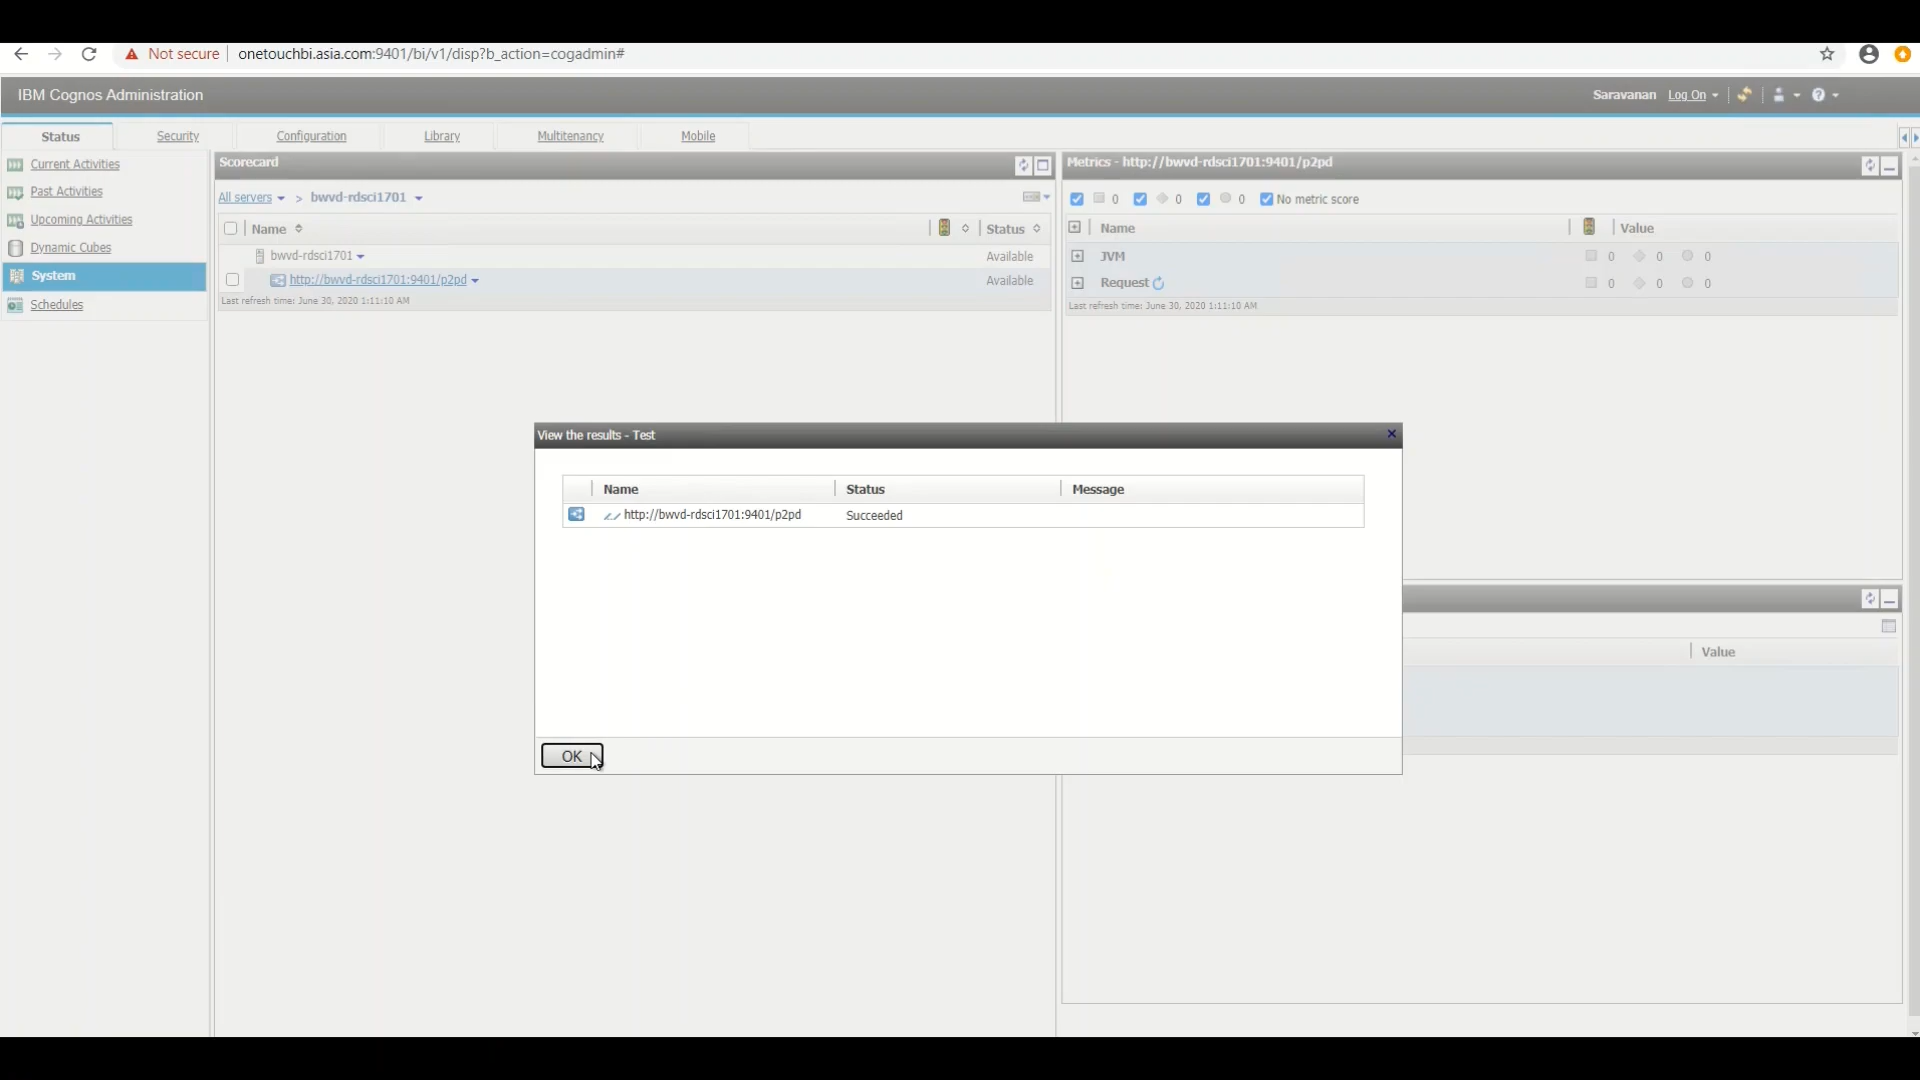 Not secure onetouchbi.asia.com:9401/bi/v1/disp?b_action=cogadmin#
IBM Cognos Administration
Saravanan Log On
Status Security Configuration Library Multitenancy Mobile
Current Activities
Past Activities
Upcoming Activities
Dynamic Cubes
System
Schedules
Scorecard
All servers > bwvd-rdsci1701
Name Status
bwvd-rdsci1701 Available
http://bwvd-rdsci1701:9401/p2pd Available
Last refresh time: June 30, 2020 1:11:10 AM
Metrics - http://bwvd-rdsci1701:9401/p2pd
0 0 0 No metric score
Name Value
JVM 0 0 0
Request 0 0 0
Last refresh time: June 30, 2020 1:11:10 AM
View the results - Test
Name Status Message
http://bwvd-rdsci1701:9401/p2pd Succeeded
OK
Value